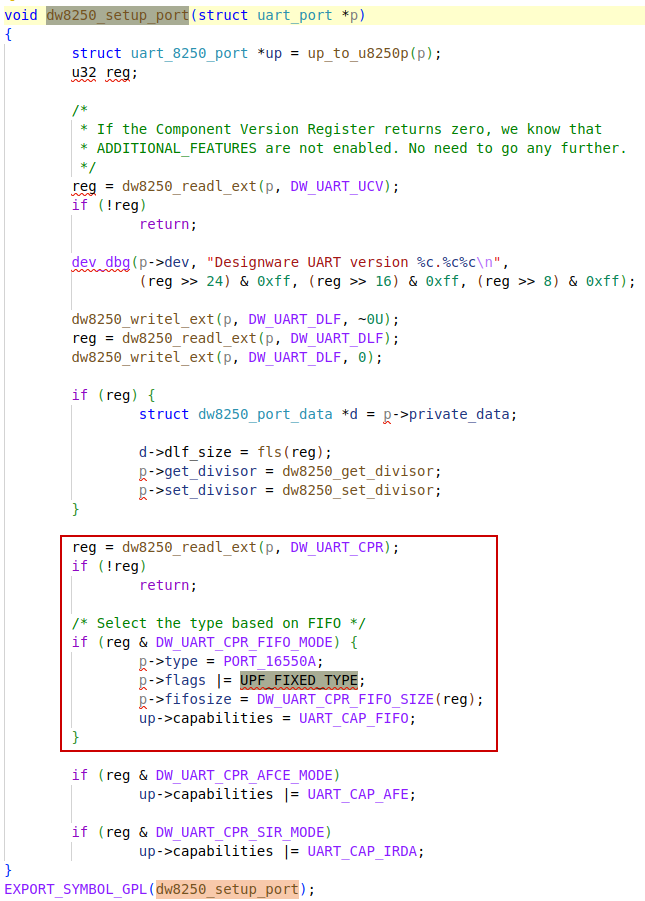 void dw8250_setup_port(struct uart_port *p)
{
struct uart_8250_port *up = up_to_u8250p(p);
u32 reg;
/*
* If the Component Version Register returns zero, we know that
* ADDITIONAL_FEATURES are not enabled. No need to go any further.
*/
reg = dw8250_readl_ext(p, DW_UART_UCV);
if (!reg)
return;
dev_dbg(p->dev, "Designware UART version %c.%c%c\n",
(reg >> 24) & 0xff, (reg >> 16) & 0xff, (reg >> 8) & 0xff);
dw8250_writel_ext(p, DW_UART_DLF, ~0U);
reg = dw8250_readl_ext(p, DW_UART_DLF);
dw8250_writel_ext(p, DW_UART_DLF, 0);
if (reg) {
struct dw8250_port_data *d = p->private_data;
d->dlf_size = fls(reg);
p->get_divisor = dw8250_get_divisor;
p->set_divisor = dw8250_set_divisor;
}
reg = dw8250_readl_ext(p, DW_UART_CPR);
if (!reg)
return;
/* Select the type based on FIFO */
if (reg & DW_UART_CPR_FIFO_MODE) {
p->type = PORT_16550A;
p->flags |= UPF_FIXED_TYPE;
p->fifosize = DW_UART_CPR_FIFO_SIZE(reg);
up->capabilities = UART_CAP_FIFO;
}
if (reg & DW_UART_CPR_AFCE_MODE)
up->capabilities |= UART_CAP_AFE;
if (reg & DW_UART_CPR_SIR_MODE)
up->capabilities |= UART_CAP_IRDA;
}
EXPORT_SYMBOL_GPL(dw8250_setup_port);